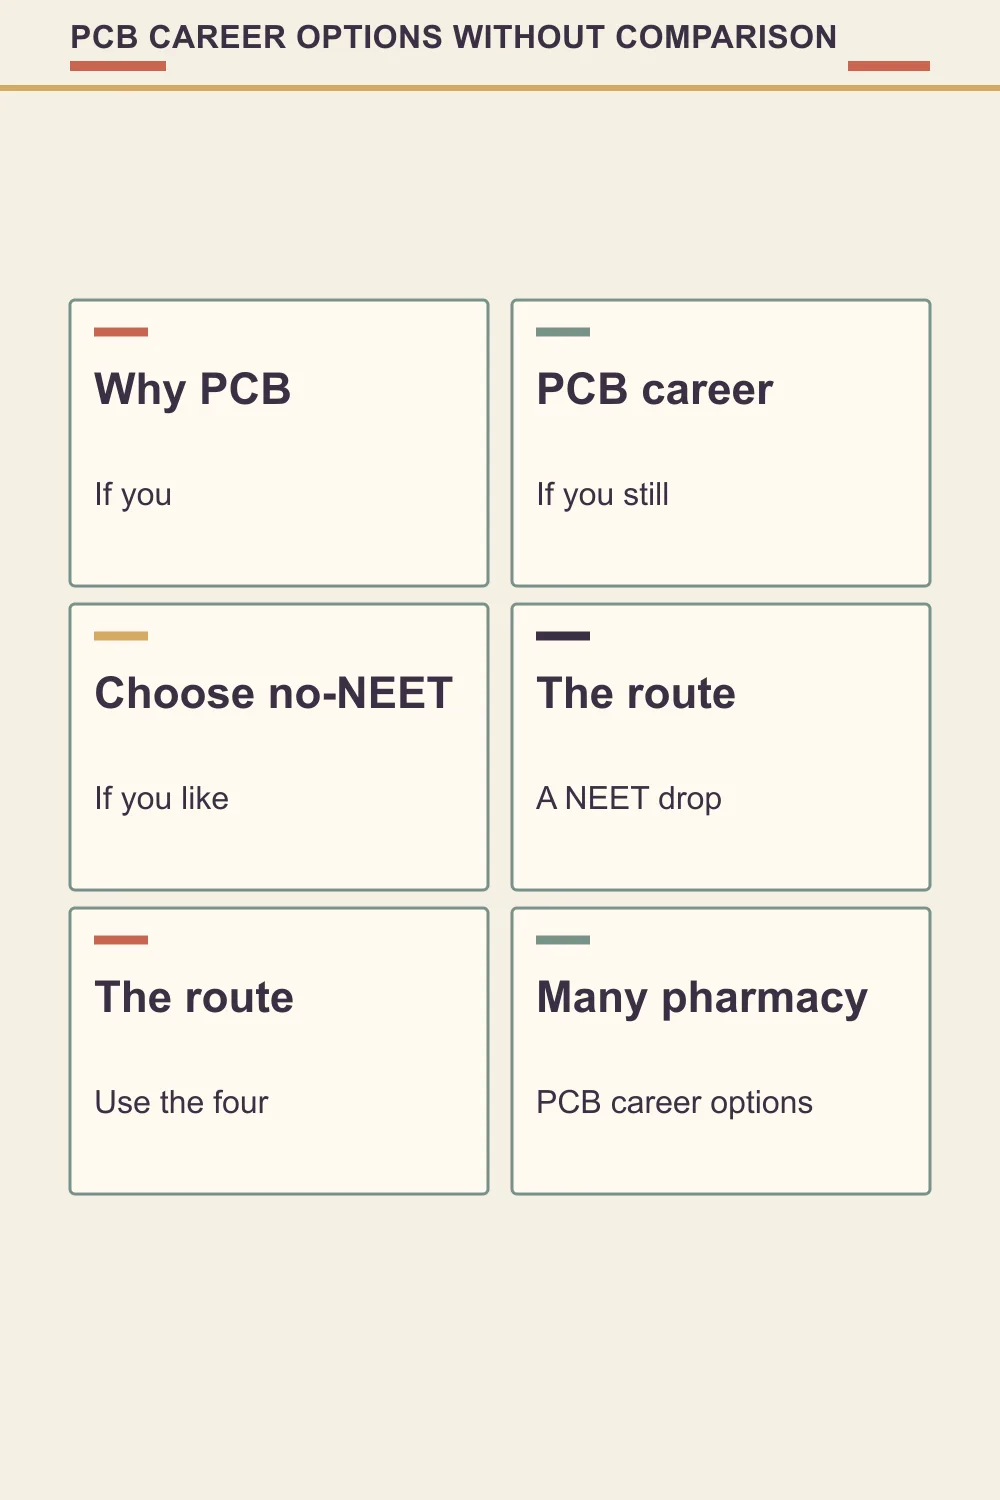 PCB CAREER OPTIONS WITHOUT COMPARISON
Why PCB
If you
PCB career
If you still
Choose no-NEET
If you like
The route
A NEET drop
The route
Use the four
Many pharmacy
PCB career options